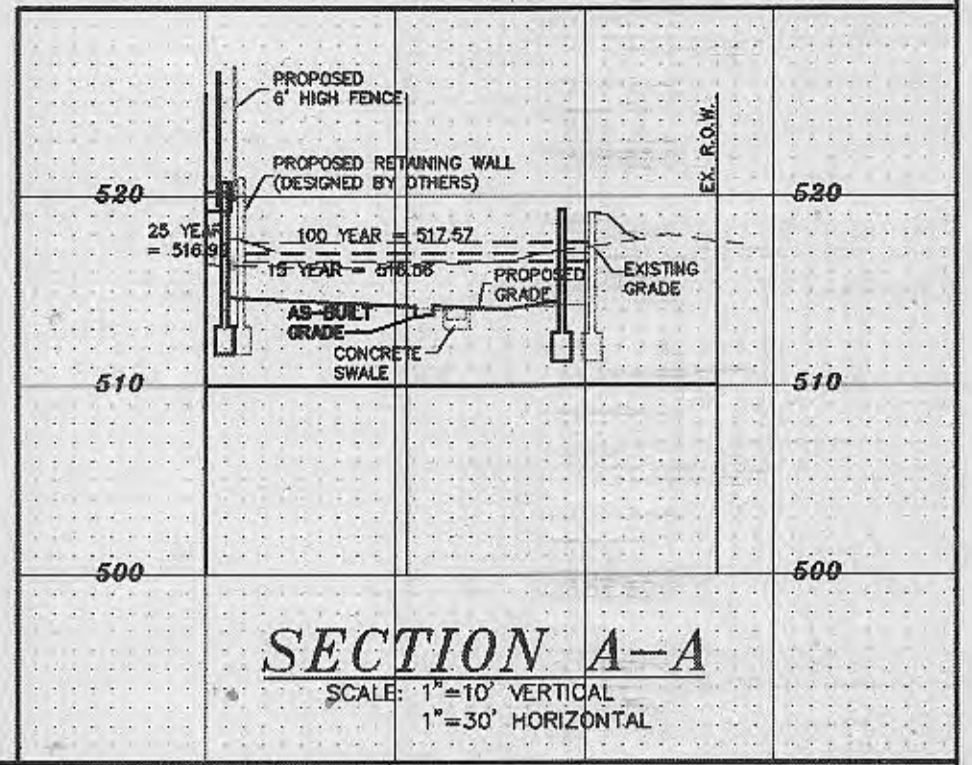 PROPOSED
6' HIGH FENCE
EX. R.O.W.
PROPOSED RETAINING WALL
(DESIGNED BY OTHERS)
520
520
25 YEAR
= 516.9
100 YEAR = 517.57
15 YEAR = 516.56
PROPOSED
GRADE
EXISTING
GRADE
AS-BUILT
GRADE
CONCRETE
SWALE
510
510
500
500
SECTION A-A
SCALE: 1"=10' VERTICAL
1"=30' HORIZONTAL